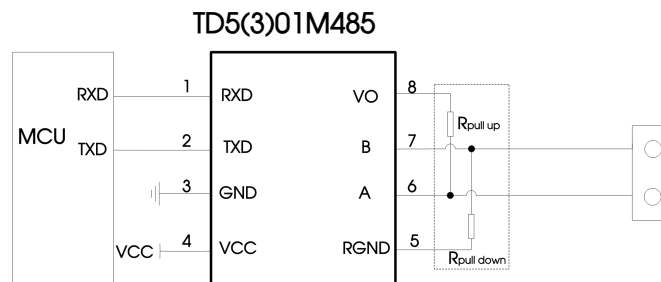 TD5(3)01M485
RXD 1 RXD VO 8
Rpull up
MCU TXD 2 TXD B 7
3 GND A 6
VCC 4 VCC RGND 5
Rpull down